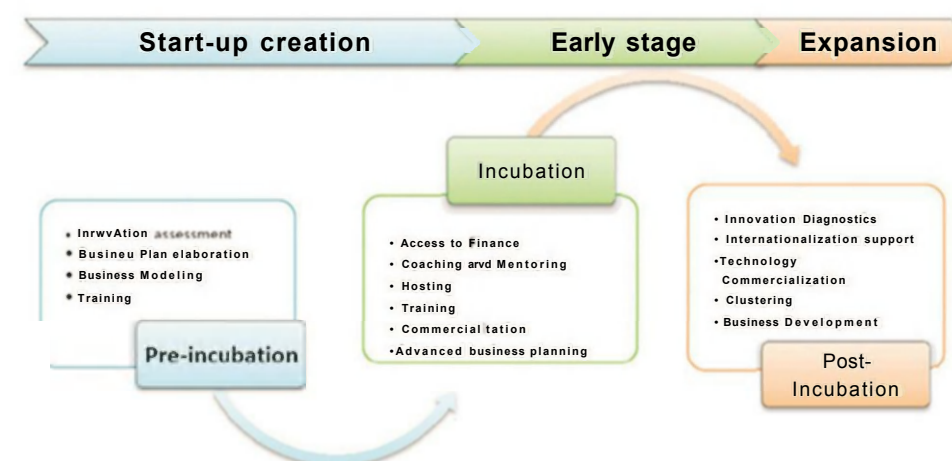 Start-up creation
Early stage
Expansion
• InrwvAtion assessment
• Busineu Plan elaboration
• Business Modeling
• Training
Pre-incubation
Incubation
• Access to Finance
• Coaching arvd Mentoring
• Hosting
• Training
• Commercial tation
•Advanced business planning
• Innovation Diagnostics
• Internationalization support
•Technology
Commercialization
• Clustering
• Business Development
Post-
Incubation